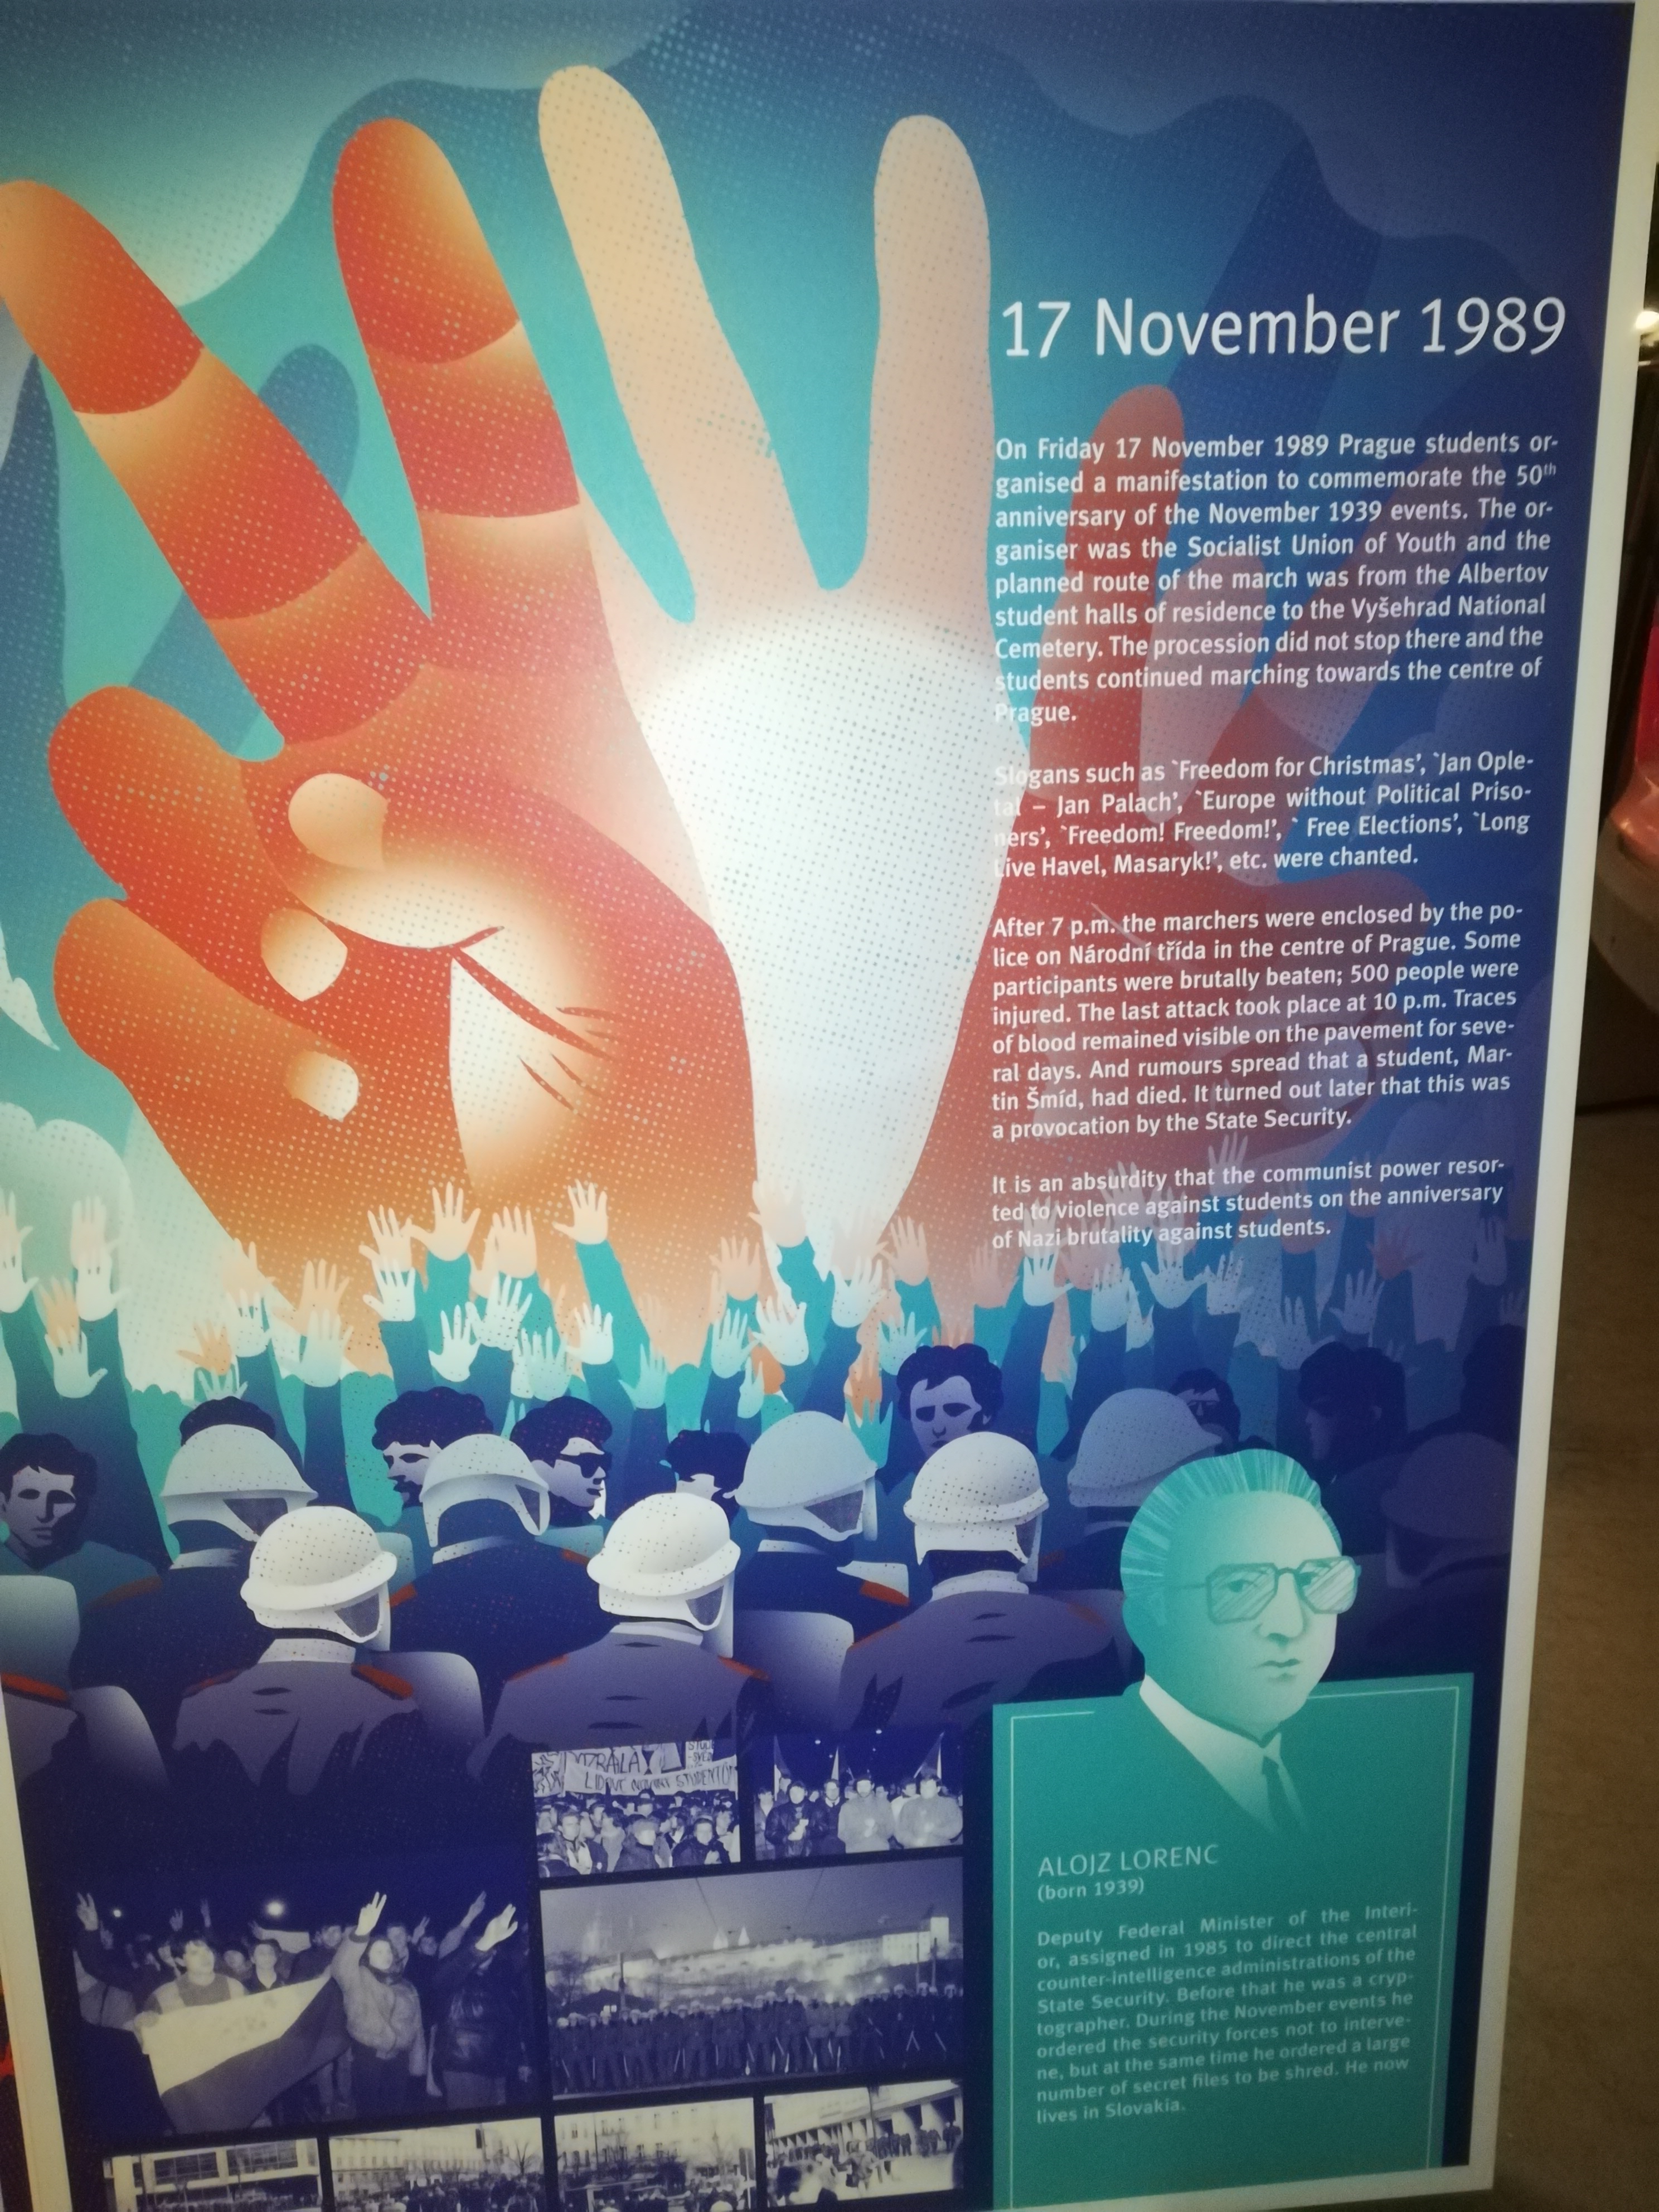 17 November 1989
On Friday 17 November 1989 Prague students or-
ganised a manifestation to commemorate the 50th
anniversary of the November 1939 events. The or-
ganiser was the Socialist Union of Youth and the
planned route of the march was from the Albertov
student halls of residence to the Vyšehrad National
Cemetery. The procession did not stop there and the
students continued marching towards the centre of
Prague.
Slogans such as `Freedom for Christmas’, `Jan Ople-
tal – Jan Palach’, `Europe without Political Priso-
ners’, `Freedom! Freedom!’, ` Free Elections’, `Long
Live Havel, Masaryk!’, etc. were chanted.
After 7 p.m. the marchers were enclosed by the po-
lice on Národní třída in the centre of Prague. Some
participants were brutally beaten; 500 people were
injured. The last attack took place at 10 p.m. Traces
of blood remained visible on the pavement for seve-
ral days. And rumours spread that a student, Mar-
tin Šmíd, had died. It turned out later that this was
a provocation by the State Security.
It is an absurdity that the communist power resor-
ted to violence against students on the anniversary
of Nazi brutality against students.
LIDOVÉ NOVINY STUDENTŮM
ALOJZ LORENC
(born 1939)
Deputy Federal Minister of the Interi-
or, assigned in 1985 to direct the central
counter-intelligence administrations of the
State Security. Before that he was a cryp-
tographer. During the November events he
ordered the security forces not to interve-
ne, but at the same time he ordered a large
number of secret files to be shred. He now
lives in Slovakia.